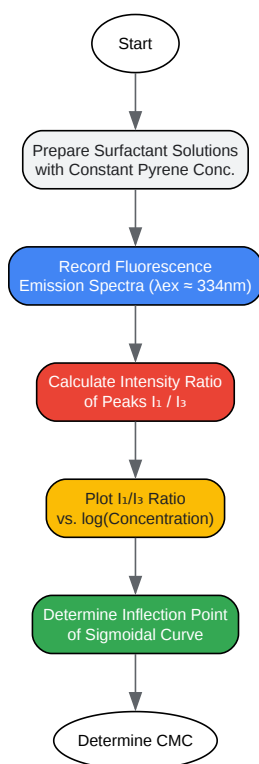 Start
Prepare Surfactant Solutions
with Constant Pyrene Conc.
Record Fluorescence
Emission Spectra (λex ≈ 334nm)
Calculate Intensity Ratio
of Peaks I₁ / I₃
Plot I₁/I₃ Ratio
vs. log(Concentration)
Determine Inflection Point
of Sigmoidal Curve
Determine CMC